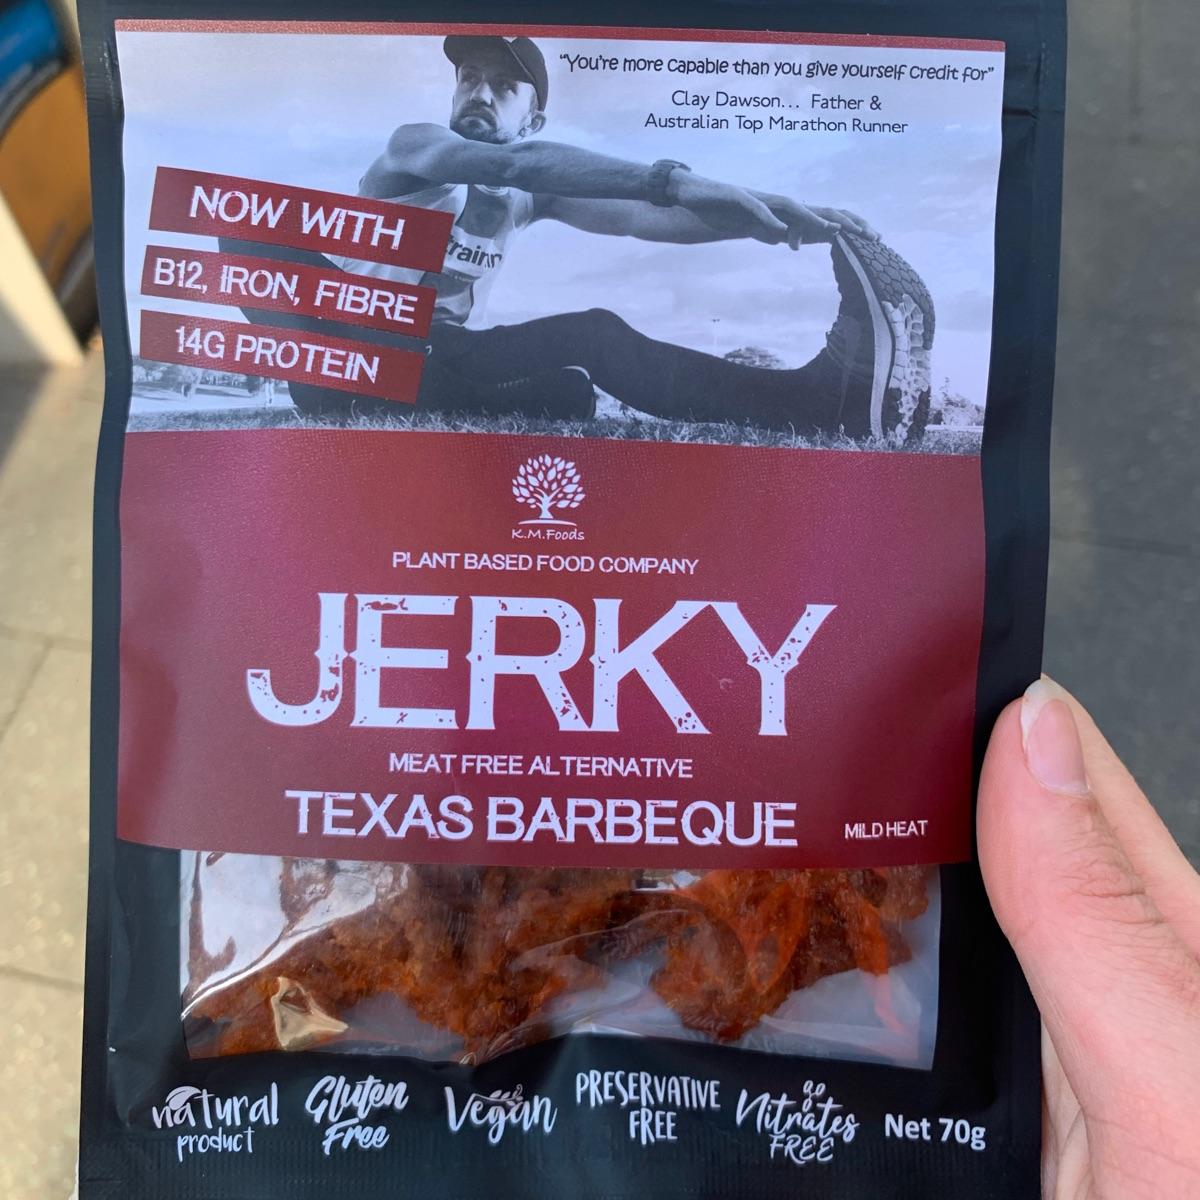 "You're more capable than you give yourself credit for"
Clay Dawson... Father &
Australian Top Marathon Runner
NOW WITH
B12, IRON, FIBRE
14G PROTEIN
train
K.M.Foods
PLANT BASED FOOD COMPANY
JERKY
MEAT FREE ALTERNATIVE
TEXAS BARBEQUE
MILD HEAT
natural
product
Gluten
Free
Vegan
PRESERVATIVE
FREE
go
Nitrates
FREE
Net 70g